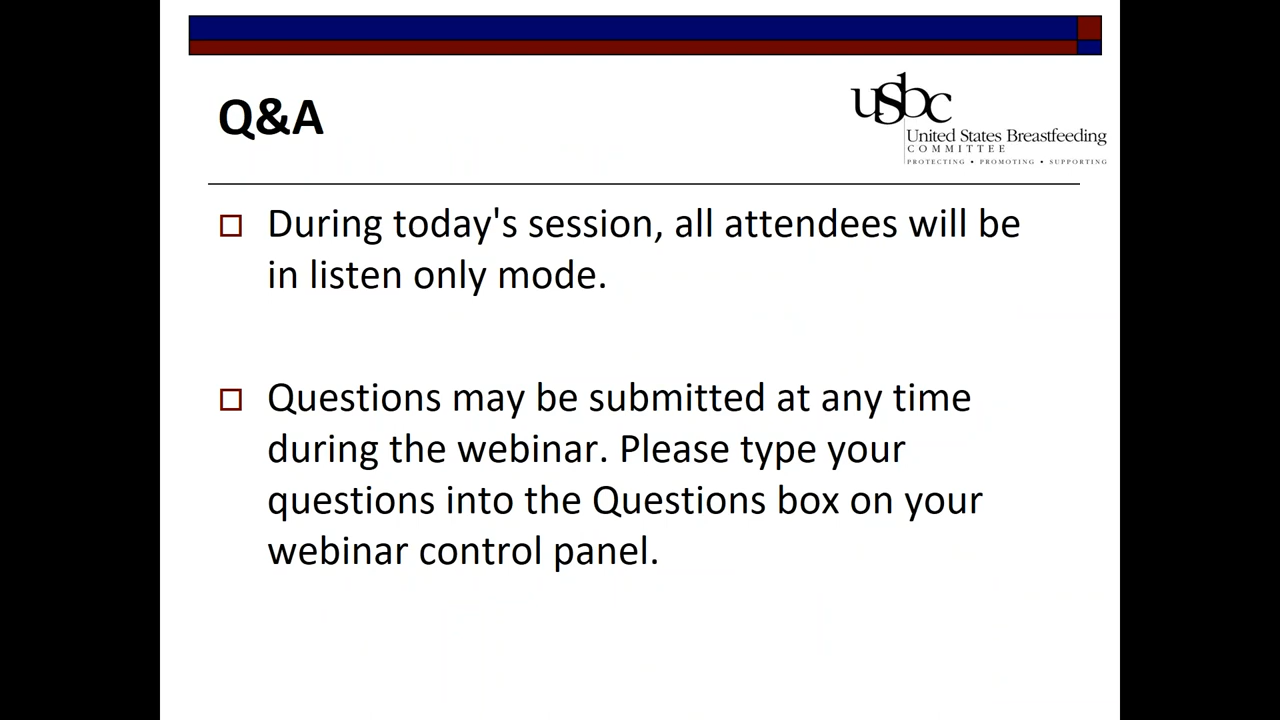 Q&A
usbc
United States Breastfeeding
COMMITTEE
PROTECTING • PROMOTING • SUPPORTING
During today's session, all attendees will be
in listen only mode.
Questions may be submitted at any time
during the webinar. Please type your
questions into the Questions box on your
webinar control panel.